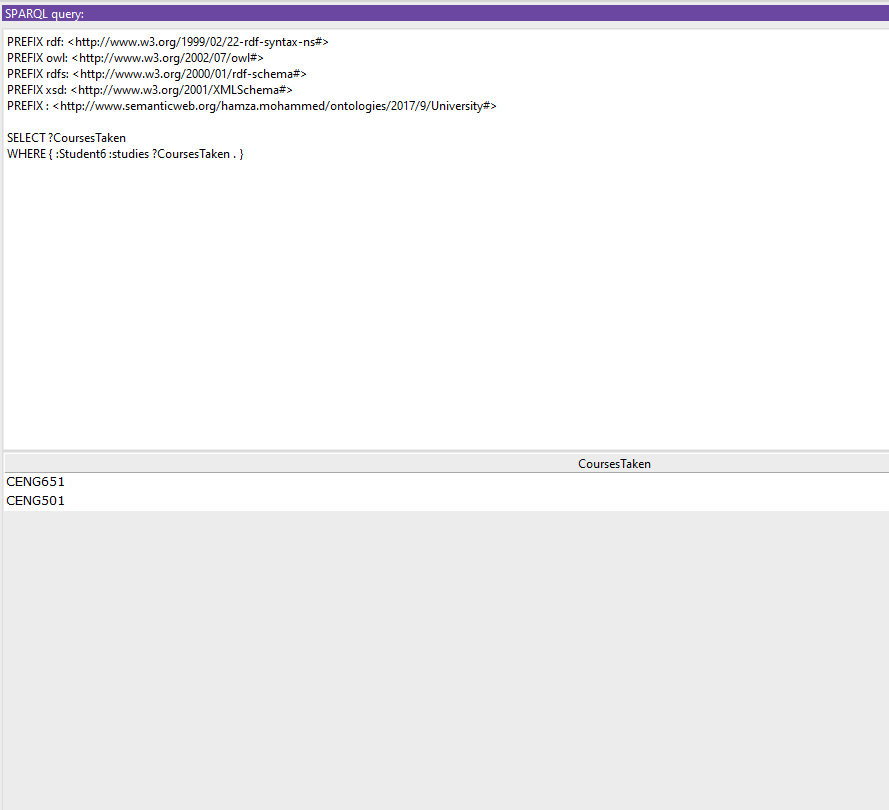 SPARQL query:
PREFIX rdf: <http://www.w3.org/1999/02/22-rdf-syntax-ns#>
PREFIX owl: <http://www.w3.org/2002/07/owl#>
PREFIX rdfs: <http://www.w3.org/2000/01/rdf-schema#>
PREFIX xsd: <http://www.w3.org/2001/XMLSchema#>
PREFIX : <http://www.semanticweb.org/hamza.mohammed/ontologies/2017/9/University#>
SELECT ?CoursesTaken
WHERE { :Student6 :studies ?CoursesTaken . }
CoursesTaken
CENG651
CENG501